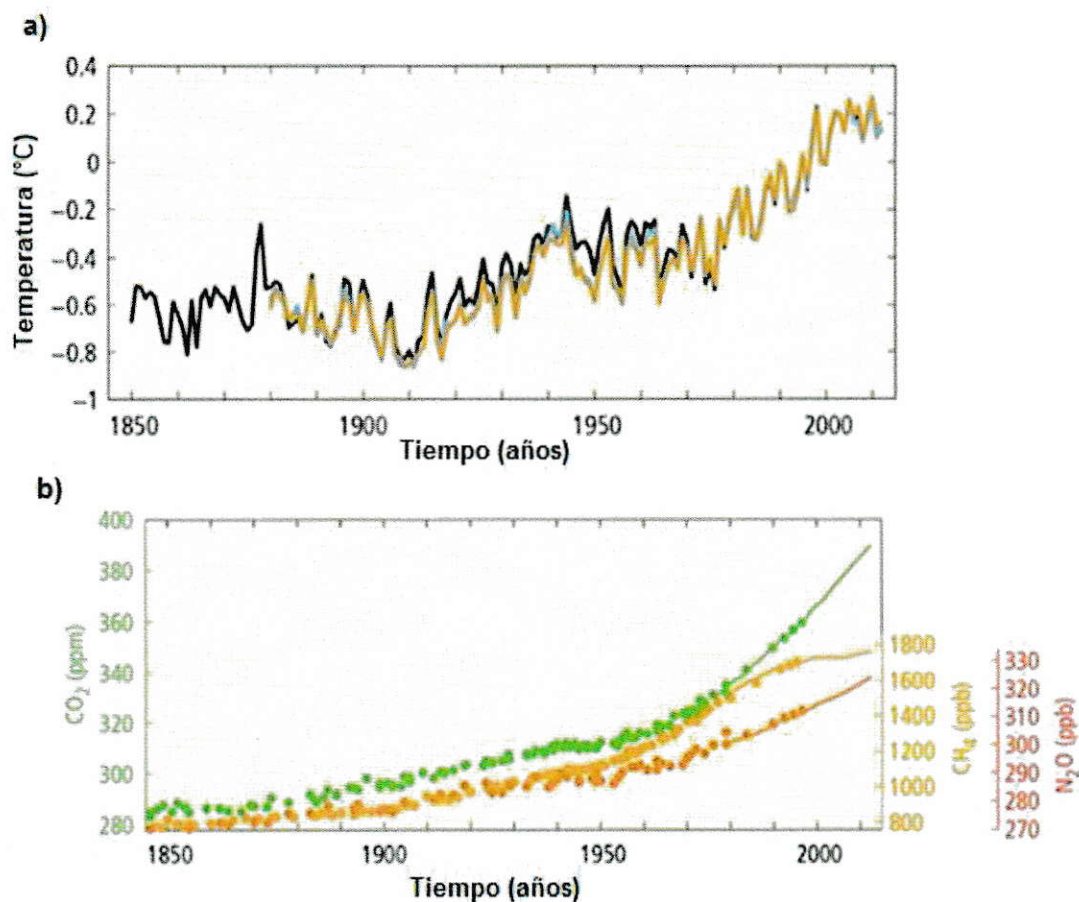 a)
Temperatura (°C)
0.4
0.2
0
−0.2
−0.4
−0.6
−0.8
−1
1850 1900 1950 2000
Tiempo (años)
b)
CO₂ (ppm)
400
380
360
340
320
300
280
1800
1600
1400
1200
1000
800
CH₄ (ppb)
330
320
310
300
290
280
270
N₂O (ppb)
1850 1900 1950 2000
Tiempo (años)